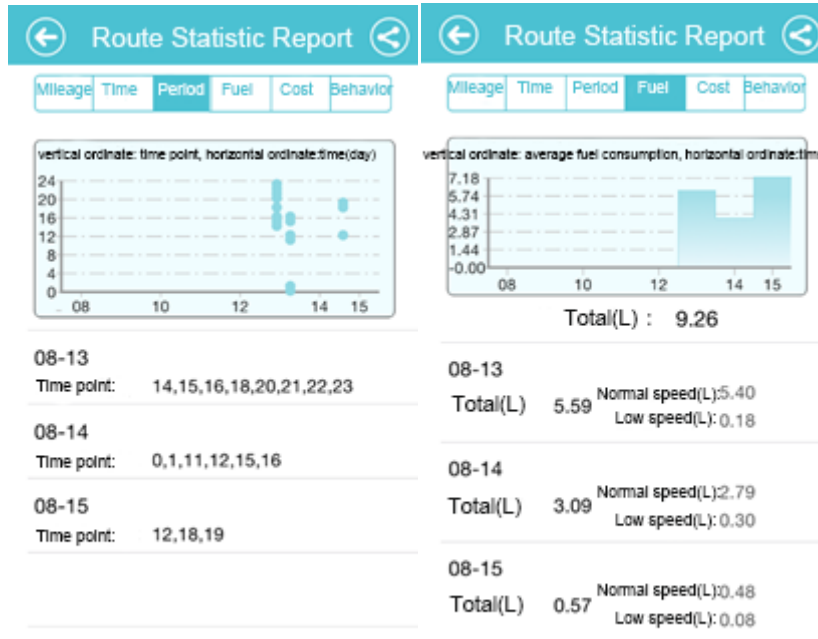 Route Statistic Report
Mileage Time Period Fuel Cost Behavior
vertical ordinate: time point, horizontal ordinate:time(day)
24
20
16
12
8
4
0
08 10 12 14 15
08-13
Time point: 14,15,16,18,20,21,22,23
08-14
Time point: 0,1,11,12,15,16
08-15
Time point: 12,18,19
Route Statistic Report
Mileage Time Period Fuel Cost Behavior
vertical ordinate: average fuel consumption, horizontal ordinate:tim
7.18
5.74
4.31
2.87
1.44
-0.00
08 10 12 14 15
Total(L) : 9.26
08-13
Total(L) 5.59 Normal speed(L):5.40
Low speed(L): 0.18
08-14
Total(L) 3.09 Normal speed(L):2.79
Low speed(L): 0.30
08-15
Total(L) 0.57 Normal speed(L):0.48
Low speed(L): 0.08